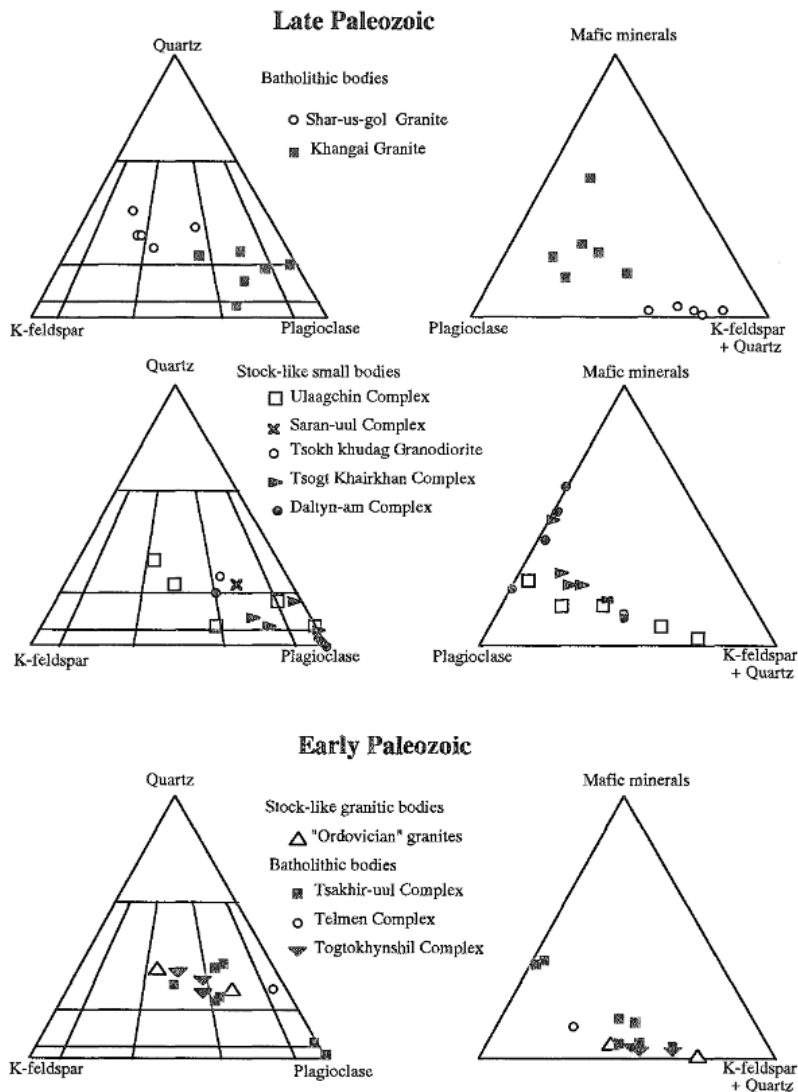 Late Paleozoic
Quartz
Mafic minerals
Batholithic bodies
Shar-us-gol Granite
Khangai Granite
K-feldspar
Plagioclase
Plagioclase
K-feldspar
+ Quartz
Quartz
Stock-like small bodies
Mafic minerals
Ulaagchin Complex
Saran-uul Complex
Tsokh khudag Granodiorite
Tsogt Khairkhan Complex
Daltyn-am Complex
K-feldspar
Plagioclase
Plagioclase
K-feldspar
+ Quartz
Early Paleozoic
Quartz
Mafic minerals
Stock-like granitic bodies
"Ordovician" granites
Batholithic bodies
Tsakhir-uul Complex
Telmen Complex
Togtokhynshil Complex
K-feldspar
Plagioclase
Plagioclase
K-feldspar
+ Quartz